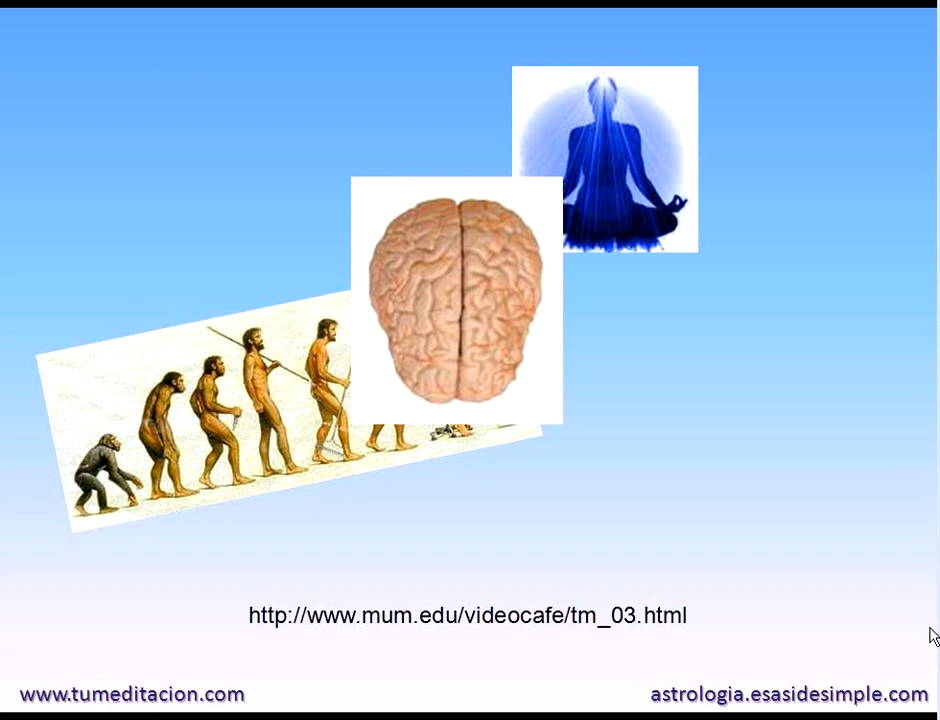 http://www.mum.edu/videocafe/tm_03.html
www.tumeditacion.com
astrologia.esasidesimple.com